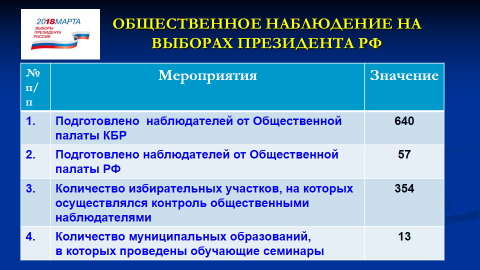 2018МАРТА
ВЫБОРЫ
ПРЕЗИДЕНТА
РОССИИ
ОБЩЕСТВЕННОЕ НАБЛЮДЕНИЕ НА
ВЫБОРАХ ПРЕЗИДЕНТА РФ
№
п/
п
Мероприятия
Значение
1.
Подготовлено наблюдателей от Общественной
палаты КБР
640
2.
Подготовлено наблюдателей от Общественной
палаты РФ
57
3.
Количество избирательных участков, на которых
осуществлялся контроль общественными
наблюдателями
354
4.
Количество муниципальных образований,
в которых проведены обучающие семинары
13